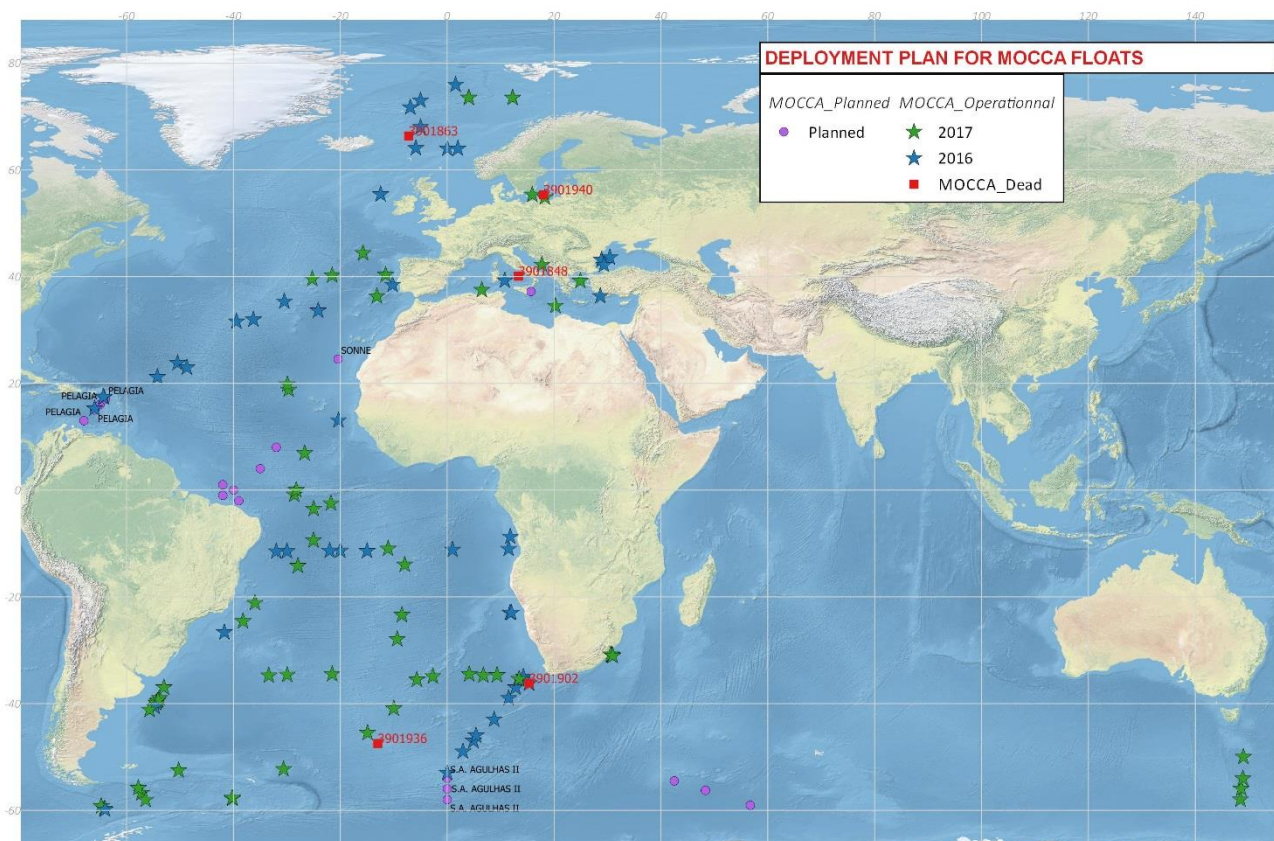 -60 -40 -20 0 20 40 60 80 100 120 140
DEPLOYMENT PLAN FOR MOCCA FLOATS
MOCCA_Planned MOCCA_Operationnal
Planned
2017
2016
MOCCA_Dead
80
3901863
60
3901940
40
3901848
SONNE
20
PELAGIA PELAGIA
PELAGIA PELAGIA
0
-20
3901902
-40
3901936
S.A. AGULHAS II
S.A. AGULHAS II
S.A. AGULHAS II
-60